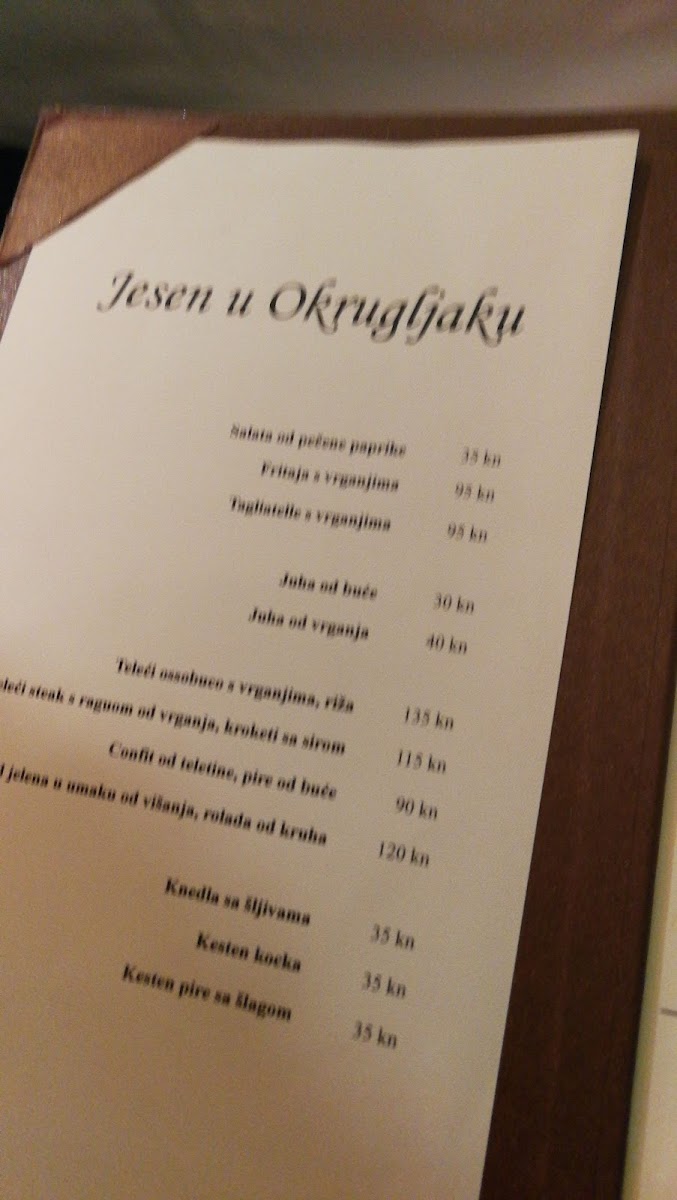 Jesen u Okrugljaku
Salata od pečene paprike 35 kn
Fritaja s vrganjima 95 kn
Tagliatelle s vrganjima 95 kn
Juha od buče 30 kn
Juha od vrganja 40 kn
Teleći ossobuco s vrganjima, riža 135 kn
steak s raguom od vrganja, kroketi sa sirom 115 kn
Confit od teletine, pire od buće 90 kn
jelena u umaku od višanja, rolada od kruha 120 kn
Knedla sa šljivama 35 kn
Kesten kocka 35 kn
Kesten pire sa šlagom 35 kn